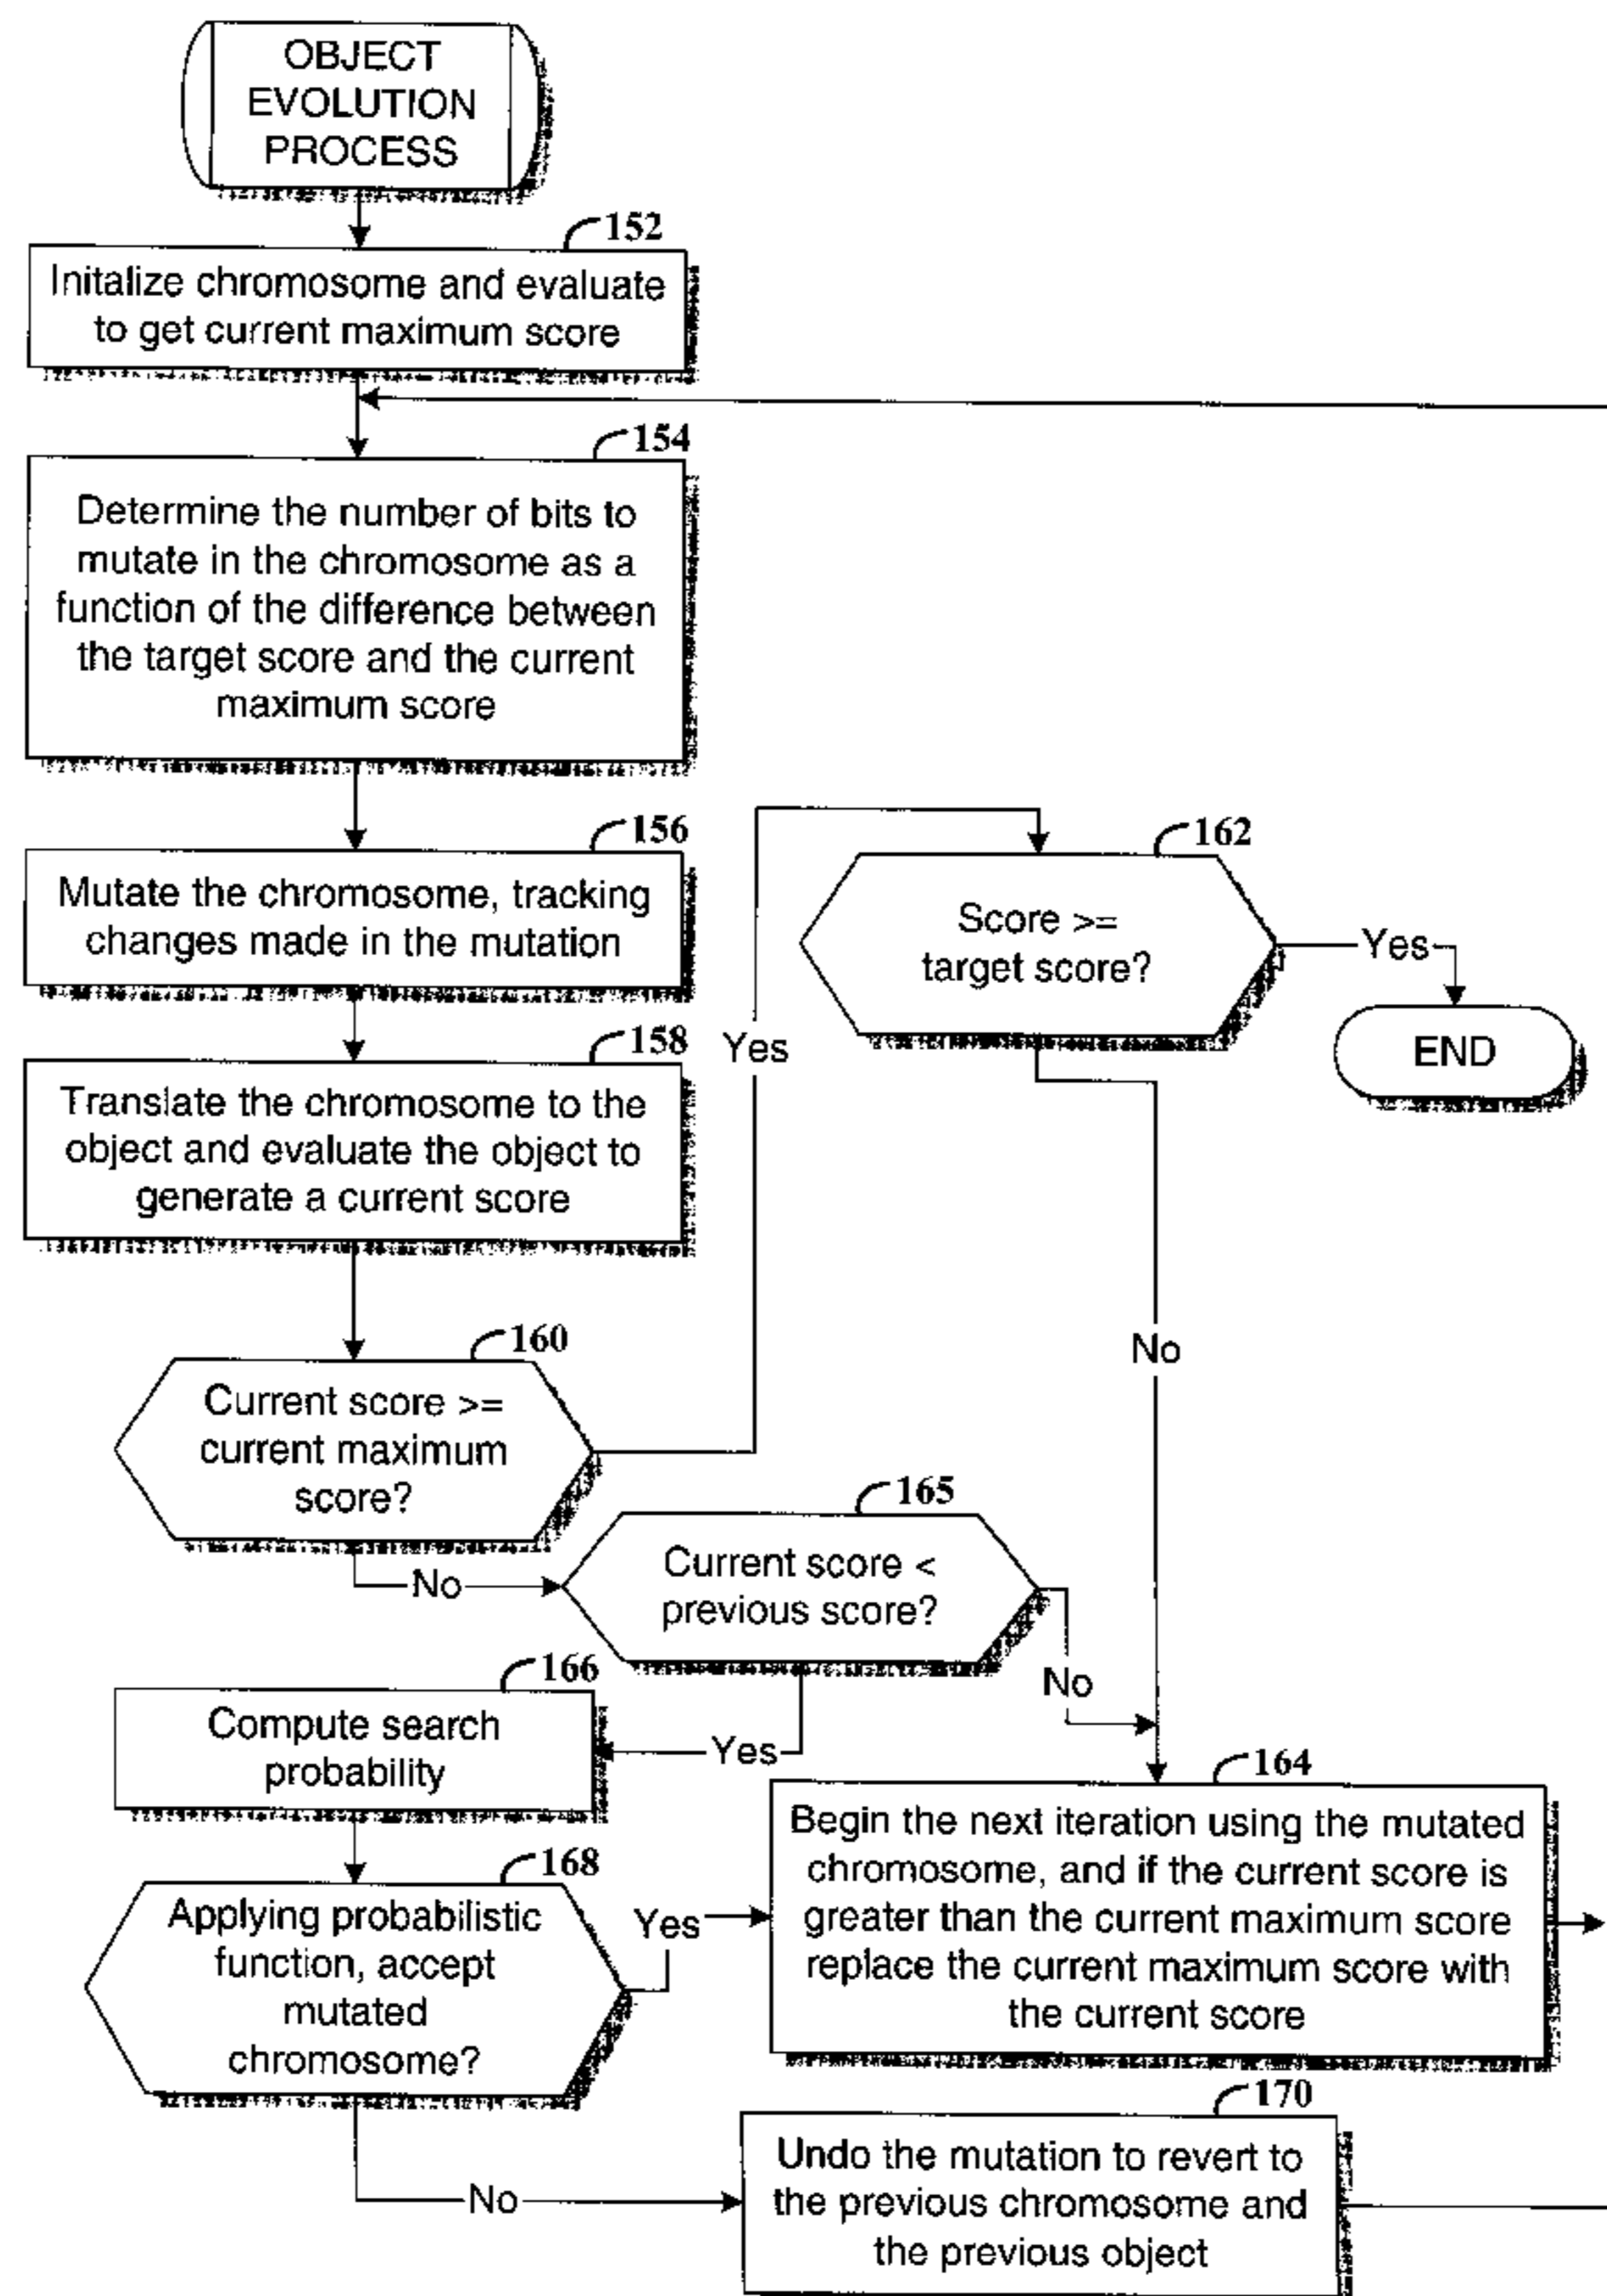 OBJECT
EVOLUTION
PROCESS
152
Initalize chromosome and evaluate
to get current maximum score
154
Determine the number of bits to
mutate in the chromosome as a
function of the difference between
the target score and the current
maximum score
156
Mutate the chromosome, tracking
changes made in the mutation
158
Translate the chromosome to the
object and evaluate the object to
generate a current score
160
Current score >=
current maximum
score?
Yes
162
Score >=
target score?
Yes
END
No
No
165
Current score <
previous score?
No
Yes
166
Compute search
probability
168
Applying probabilistic
function, accept
mutated
chromosome?
Yes
164
Begin the next iteration using the mutated
chromosome, and if the current score is
greater than the current maximum score
replace the current maximum score with
the current score
No
170
Undo the mutation to revert to
the previous chromosome and
the previous object